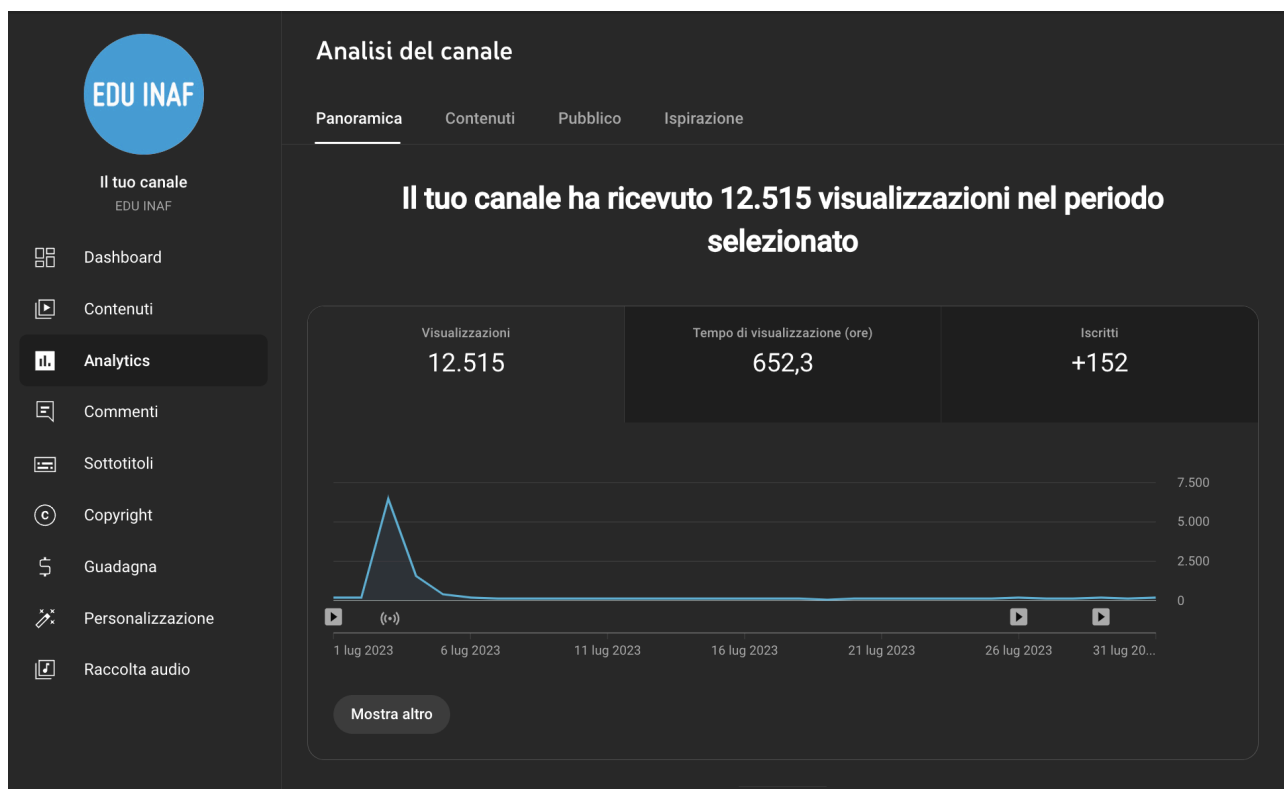 EDU INAF
Il tuo canale
EDU INAF
Dashboard
Contenuti
Analytics
Commenti
Sottotitoli
Copyright
Guadagna
Personalizzazione
Raccolta audio
Analisi del canale
Panoramica Contenuti Pubblico Ispirazione
Il tuo canale ha ricevuto 12.515 visualizzazioni nel periodo
selezionato
Visualizzazioni Tempo di visualizzazione (ore) Iscritti
12.515 652,3 +152
7.500
5.000
2.500
0
1 lug 2023 6 lug 2023 11 lug 2023 16 lug 2023 21 lug 2023 26 lug 2023 31 lug 20...
Mostra altro